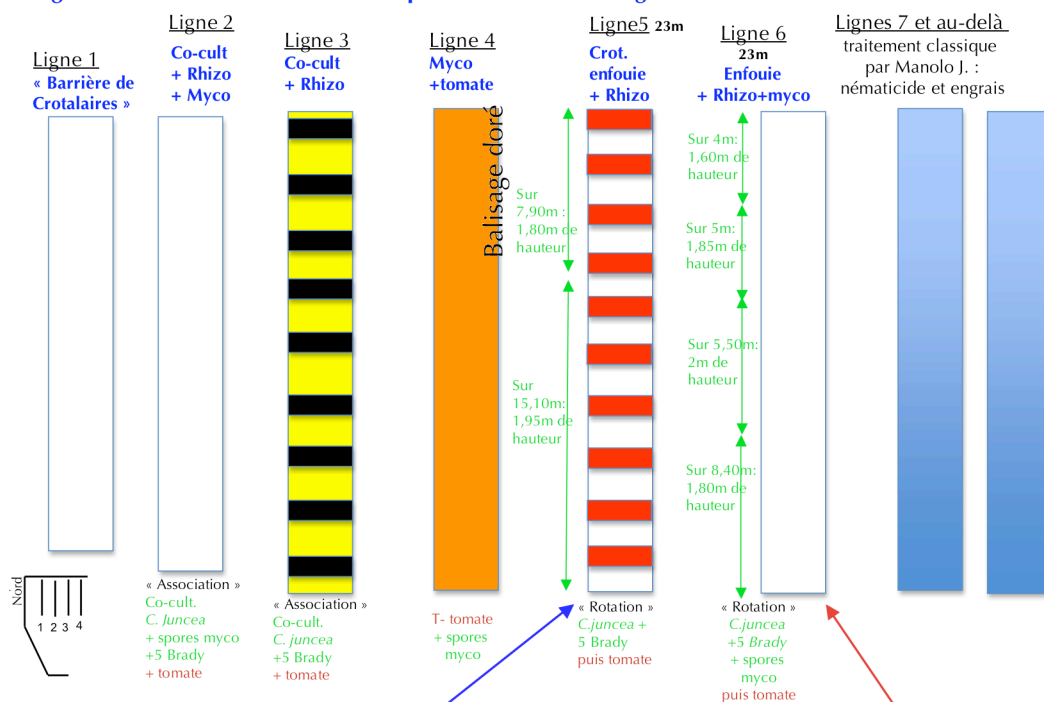 Ligne 1
« Barrière de
Crotalaires »
Ligne 2
Co-cult
+ Rhizo
+ Myco
Ligne 3
Co-cult
+ Rhizo
Ligne 4
Myco
+tomate
Balisage doré
Ligne5 23m
Crot.
enfouie
+ Rhizo
Ligne 6
23m
Enfouie
+ Rhizo+myco
Lignes 7 et au-delà
traitement classique
par Manolo J. :
nématicide et engrais
Sur
7,90m :
1,80m de
hauteur
Sur
15,10m:
1,95m de
hauteur
Sur 4m:
1,60m de
hauteur
Sur 5m:
1,85m de
hauteur
Sur 5,50m:
2m de
hauteur
Sur 8,40m:
1,80m de
hauteur
Nord
1 2 3 4
« Association »
Co-cult.
C. Juncea
+ spores myco
+5 Brady
+ tomate
« Association »
Co-cult.
C. juncea
+5 Brady
+ tomate
T- tomate
+ spores
myco
« Rotation »
C.juncea +
5 Brady
puis tomate
« Rotation »
C.juncea
+5 Brady
+ spores
myco
puis tomate